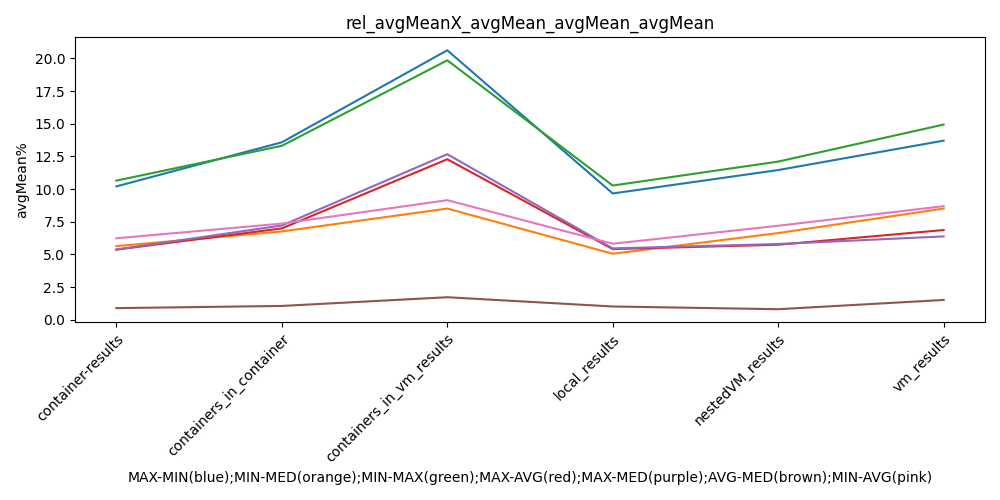 rel_avgMeanX_avgMean_avgMean_avgMean
avgMean%
20.0
17.5
15.0
12.5
10.0
7.5
5.0
2.5
0.0
container-results
containers_in_container
containers_in_vm_results
local_results
nestedVM_results
vm_results
MAX-MIN(blue);MIN-MED(orange);MIN-MAX(green);MAX-AVG(red);MAX-MED(purple);AVG-MED(brown);MIN-AVG(pink)